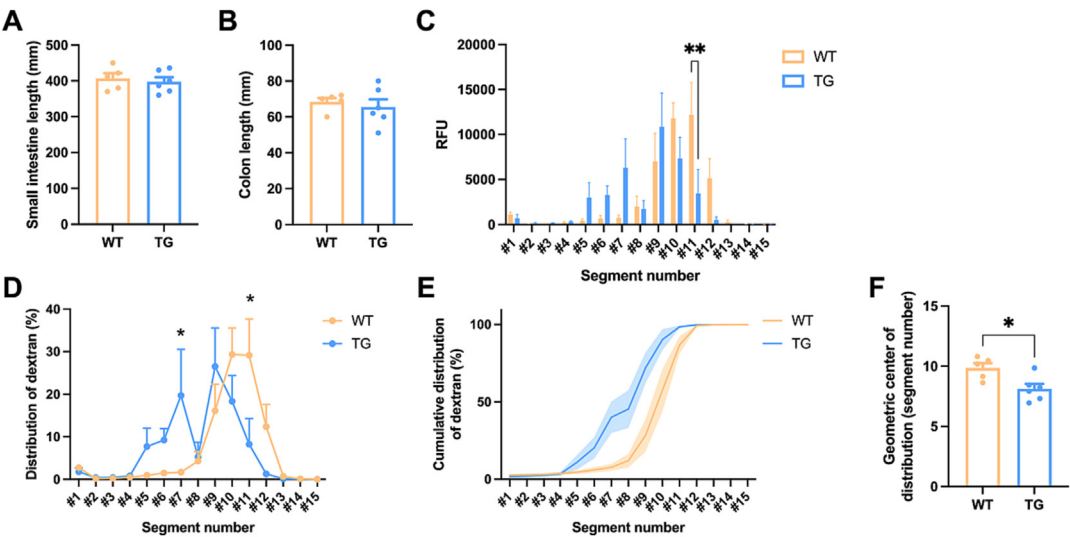 A
Small intestine length (mm)
500
400
300
200
100
0
WT
TG
B
Colon length (mm)
100
80
60
40
20
0
WT
TG
C
RFU
20000
15000
10000
5000
0
**
WT
TG
#1
#2
#3
#4
#5
#6
#7
#8
#9
#10
#11
#12
#13
#14
#15
Segment number
D
Distribution of dextran (%)
40
30
20
10
0
*
*
WT
TG
#1
#2
#3
#4
#5
#6
#7
#8
#9
#10
#11
#12
#13
#14
#15
Segment number
E
Cumulative distribution
of dextran (%)
100
50
0
WT
TG
#1
#2
#3
#4
#5
#6
#7
#8
#9
#10
#11
#12
#13
#14
#15
Segment number
F
Geometric center of
distribution (segment number)
15
10
5
0
*
WT
TG